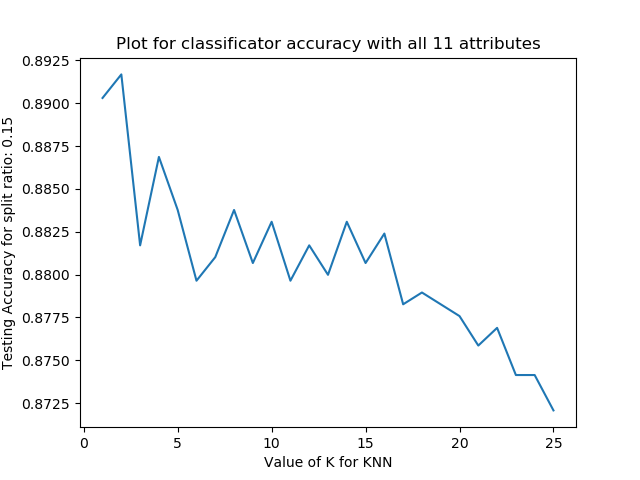 Plot for classificator accuracy with all 11 attributes
0.8925
0.8900
0.8875
0.8850
0.8825
0.8800
0.8775
0.8750
0.8725
Testing Accuracy for split ratio: 0.15
0 5 10 15 20 25
Value of K for KNN